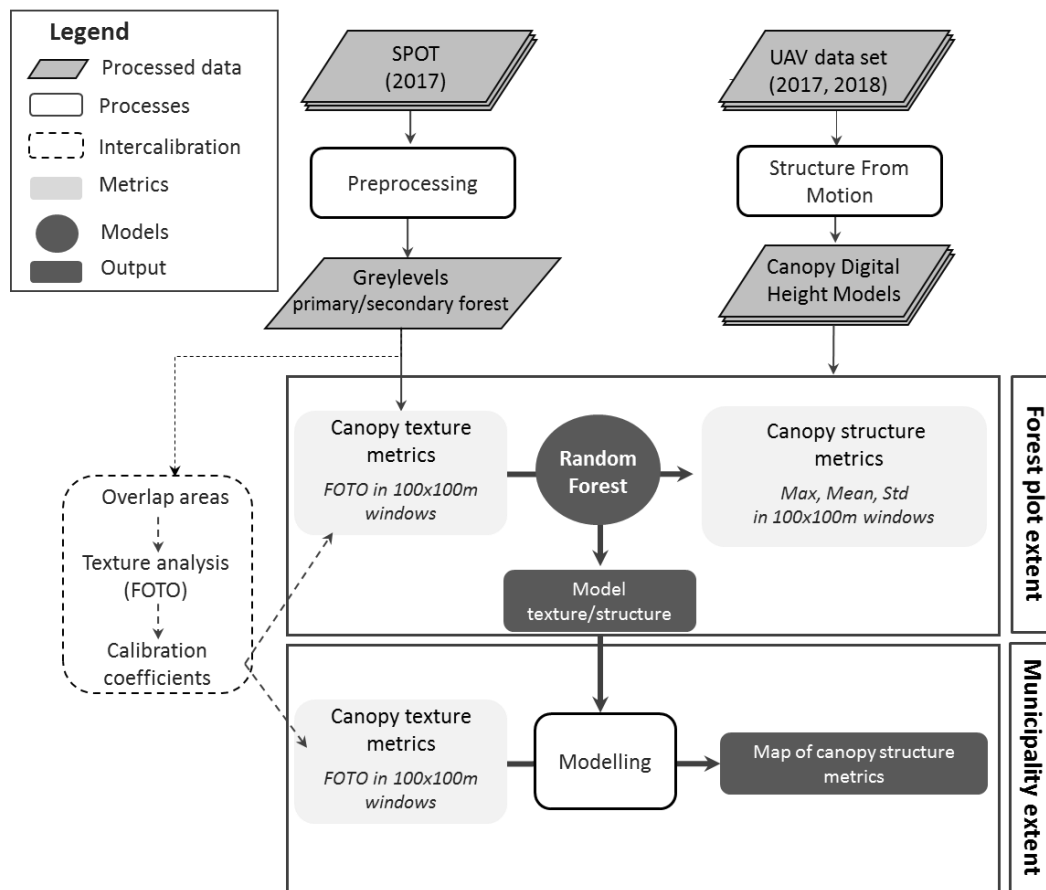 Legend
Processed data
Processes
Intercalibration
Metrics
Models
Output
SPOT
(2017)
UAV data set
(2017, 2018)
Preprocessing
Structure From
Motion
Greylevels
primary/secondary forest
Canopy Digital
Height Models
Canopy texture
metrics
FOTO in 100x100m
windows
Random
Forest
Canopy structure
metrics
Max, Mean, Std
in 100x100m windows
Model
texture/structure
Forest plot extent
Overlap areas
Texture analysis
(FOTO)
Calibration
coefficients
Canopy texture
metrics
FOTO in 100x100m
windows
Modelling
Map of canopy structure
metrics
Municipality extent